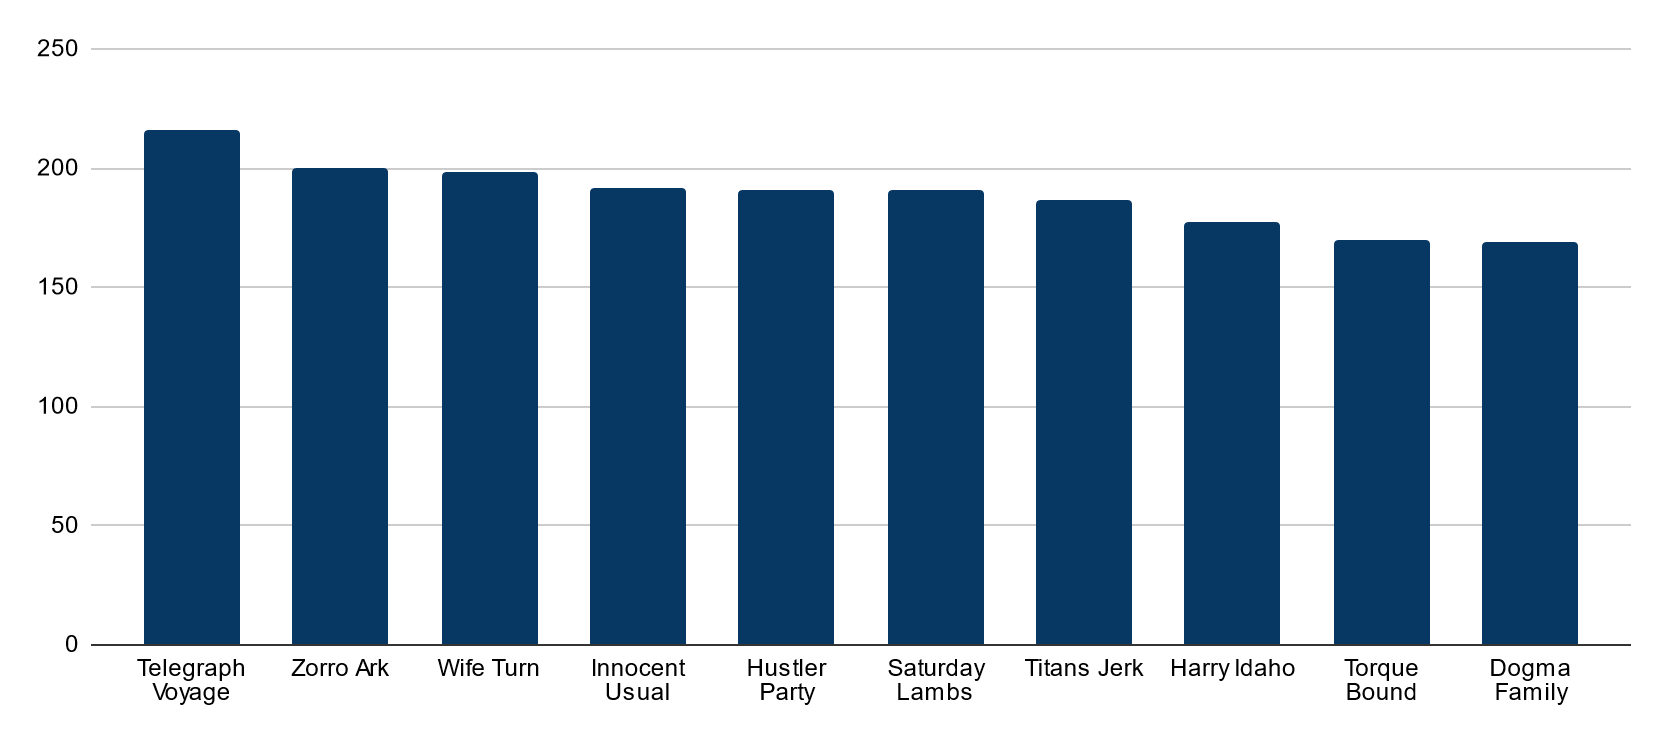 250
200
150
100
50
0
Telegraph Voyage
Zorro Ark
Wife Turn
Innocent Usual
Hustler Party
Saturday Lambs
Titans Jerk
Harry Idaho
Torque Bound
Dogma Family